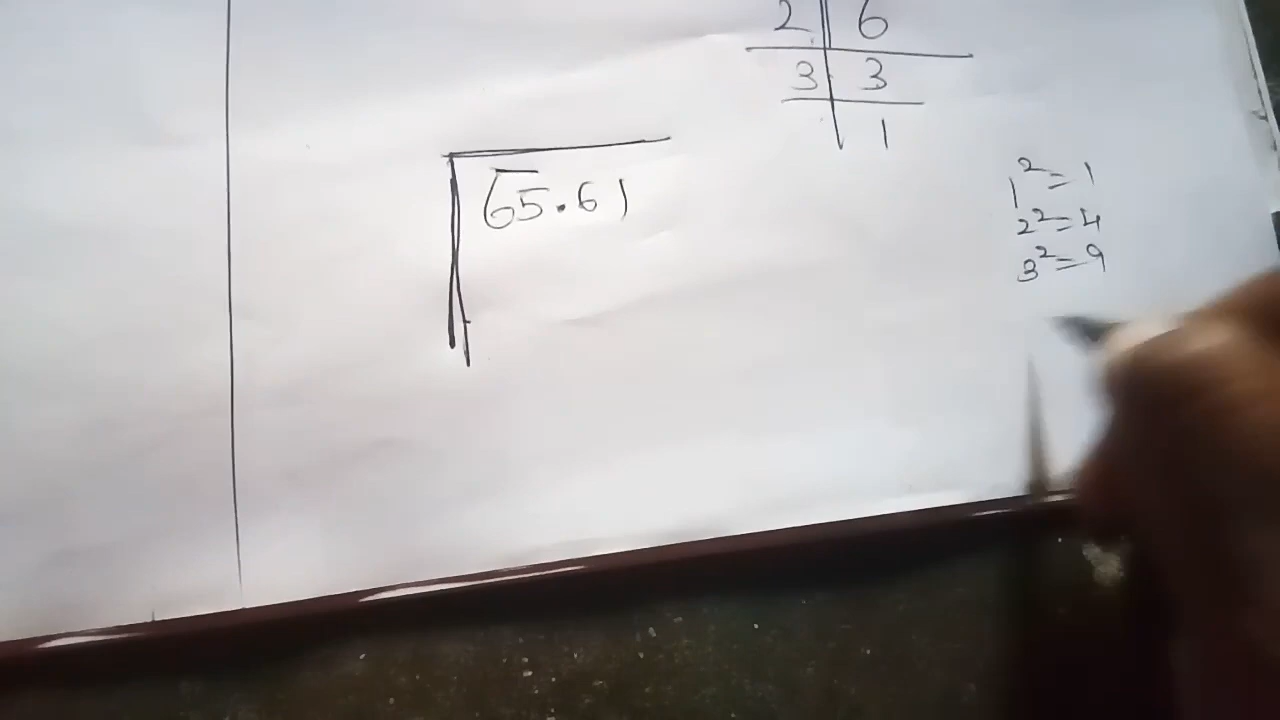 2 | 6
3 | 3
1
65.61
1² = 1
2² = 4
3² = 9